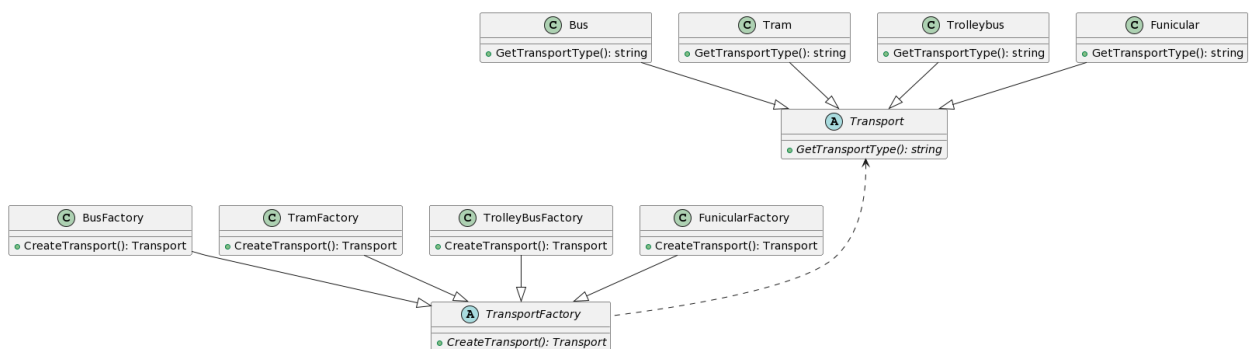 C Bus
+ GetTransportType(): string
C Tram
+ GetTransportType(): string
C Trolleybus
+ GetTransportType(): string
C Funicular
+ GetTransportType(): string
A Transport
GetTransportType(): string
C BusFactory
CreateTransport(): Transport
C TramFactory
CreateTransport(): Transport
C TrolleyBusFactory
CreateTransport(): Transport
C FunicularFactory
CreateTransport(): Transport
A TransportFactory
CreateTransport(): Transport